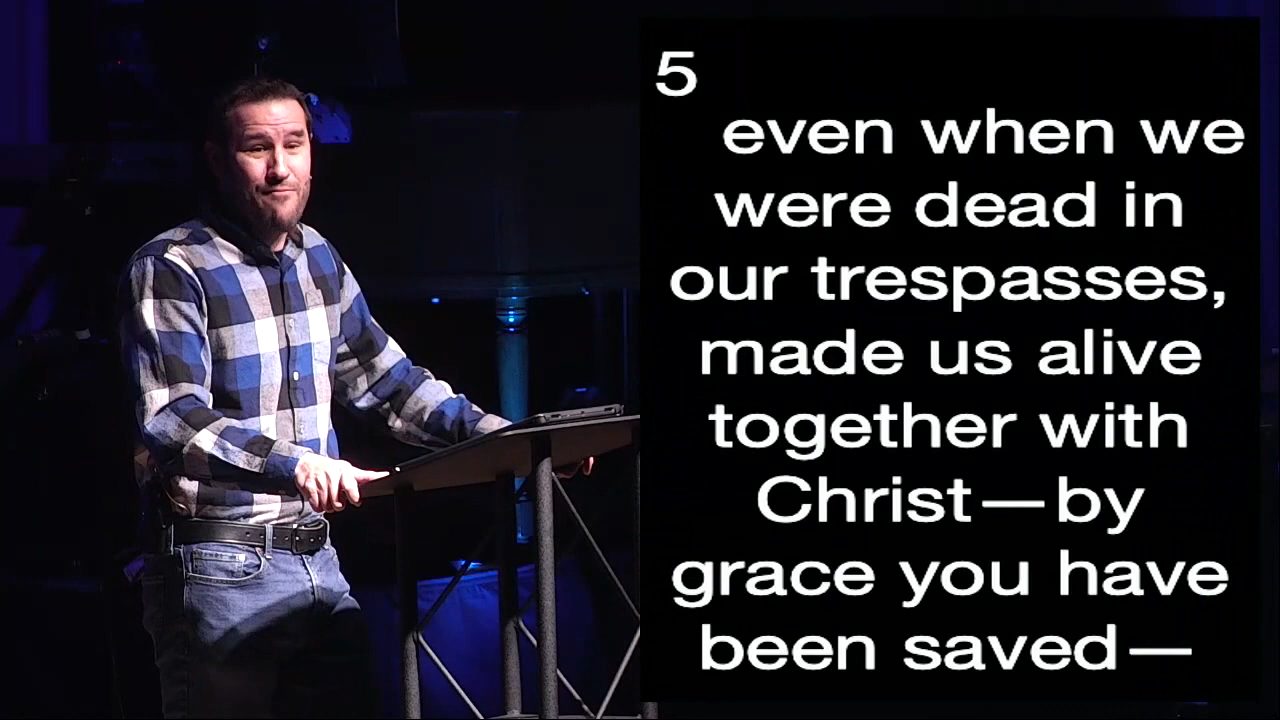 5
even when we
were dead in
our trespasses,
made us alive
together with
Christ—by
grace you have
been saved—